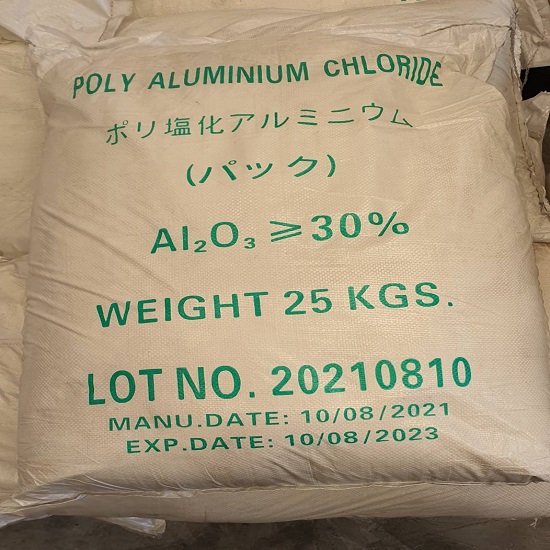 POLY ALUMINIUM CHLORIDE
ポリ塩化アルミニウム
(パック)
Al₂O₃ ≥30%
WEIGHT 25 KGS.
LOT NO. 20210810
MANU.DATE: 10/08/2021
EXP.DATE: 10/08/2023